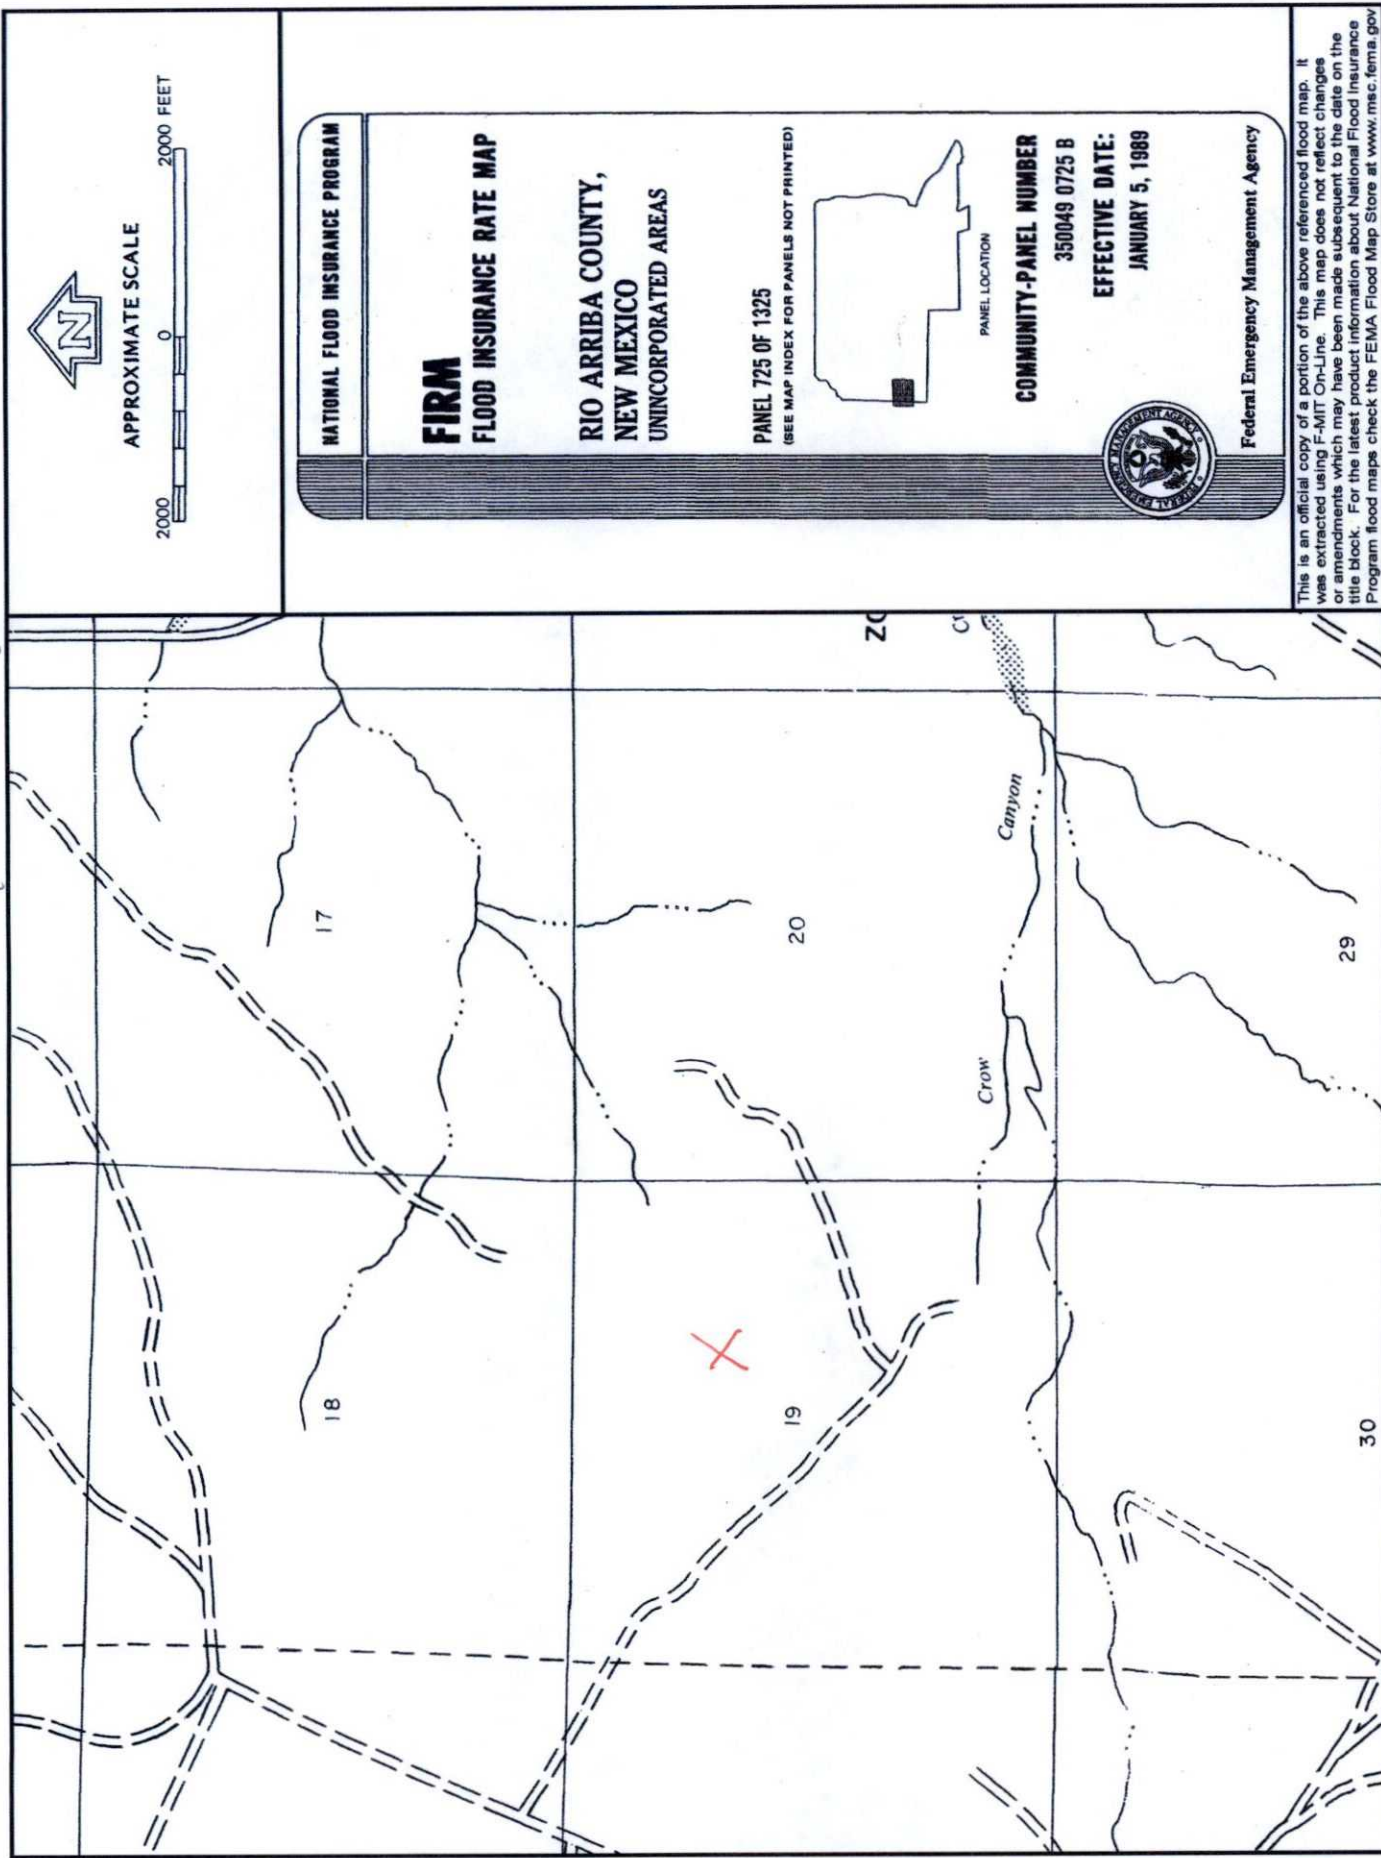 APPROXIMATE SCALE
2000 0 2000 FEET
NATIONAL FLOOD INSURANCE PROGRAM
FIRM
FLOOD INSURANCE RATE MAP
RIO ARRIBA COUNTY,
NEW MEXICO
UNINCORPORATED AREAS
PANEL 725 OF 1325
(SEE MAP INDEX FOR PANELS NOT PRINTED)
PANEL LOCATION
COMMUNITY-PANEL NUMBER
350049 0725 B
EFFECTIVE DATE:
JANUARY 5, 1989
FEDERAL EMERGENCY MANAGEMENT AGENCY
Federal Emergency Management Agency
This is an official copy of a portion of the above referenced flood map. It
was extracted using F-MIT On-Line. This map does not reflect changes
or amendments which may have been made subsequent to the date on the
title block. For the latest product information about National Flood Insurance
Program flood maps check the FEMA Flood Map Store at www.msc.fema.gov
N
18
17
19
20
ZO
Crow
Canyon
30
29